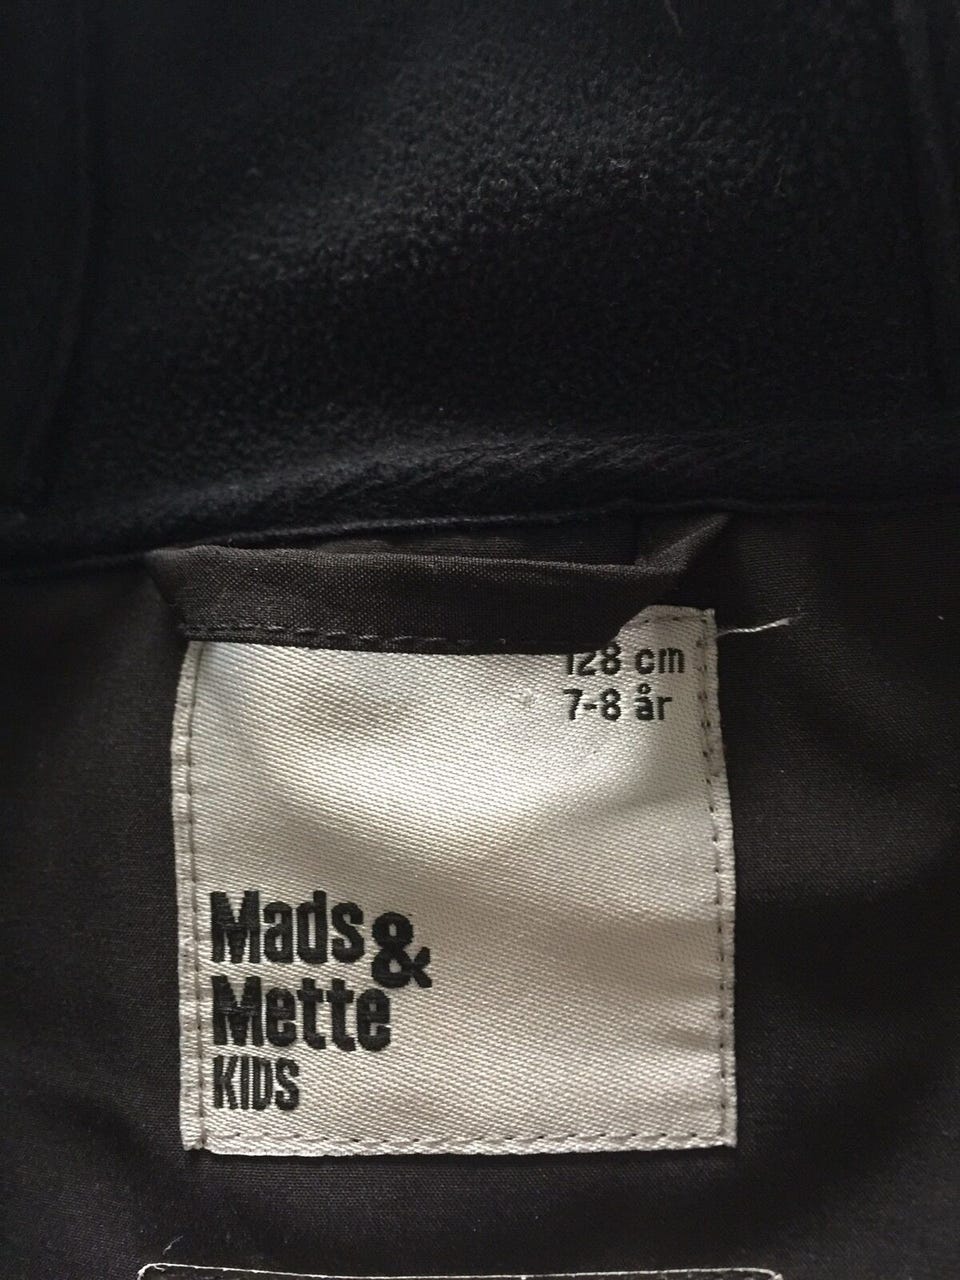 128 cm
7-8 år
Mads &
Mette
KIDS